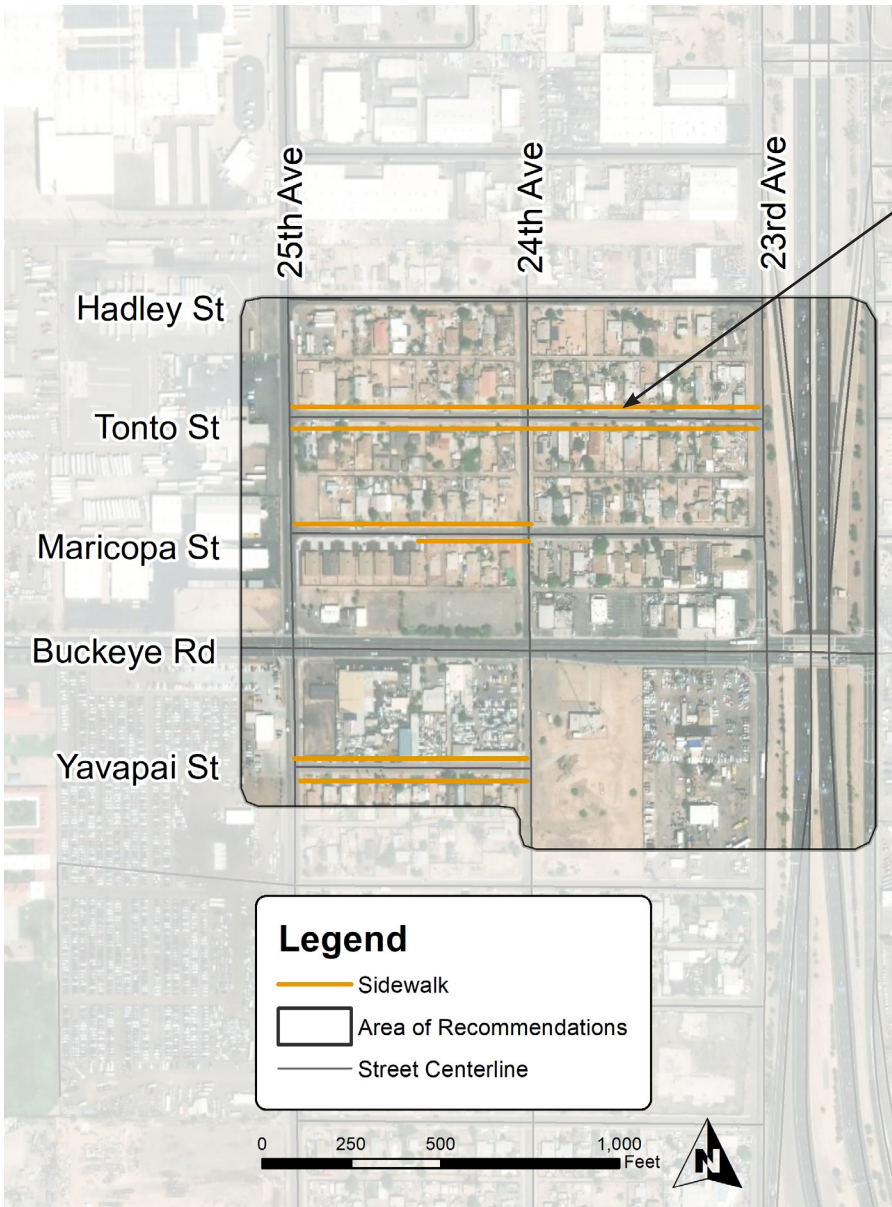 25th Ave
24th Ave
23rd Ave
Hadley St
Tonto St
Maricopa St
Buckeye Rd
Yavapai St
Legend
Sidewalk
Area of Recommendations
Street Centerline
0 250 500 1,000
Feet
N